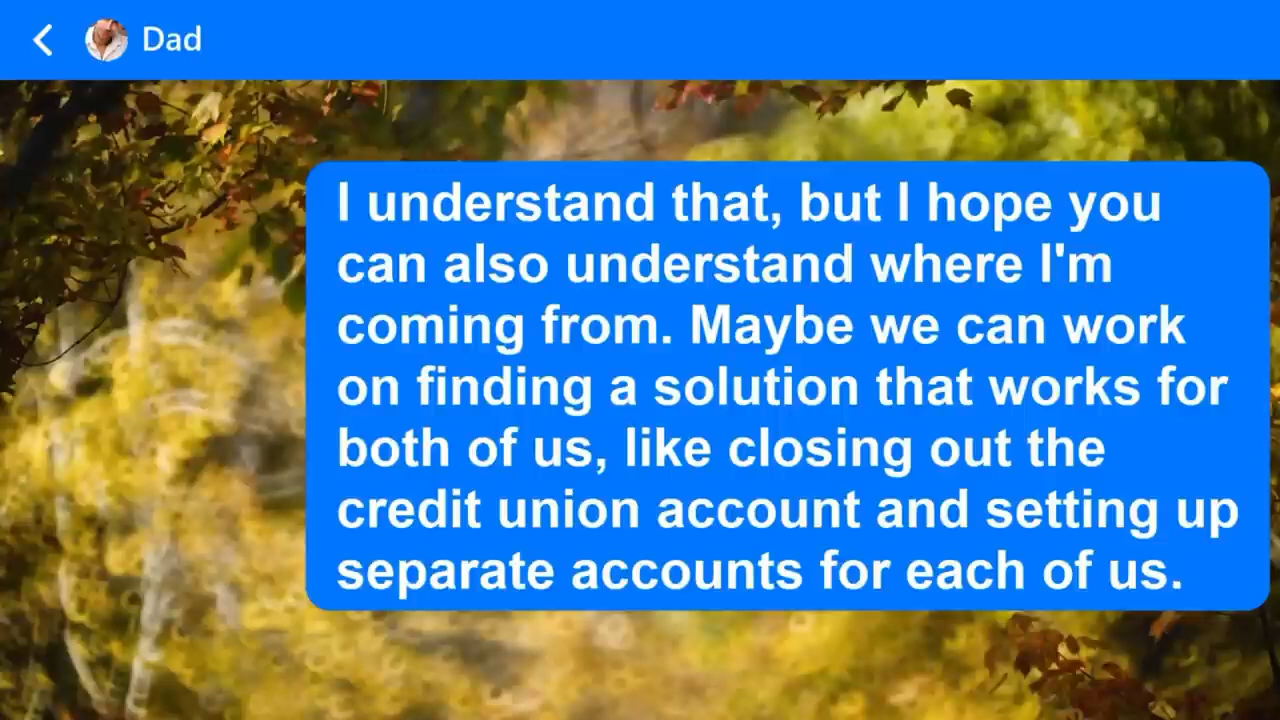 Dad
I understand that, but I hope you
can also understand where I'm
coming from. Maybe we can work
on finding a solution that works for
both of us, like closing out the
credit union account and setting up
separate accounts for each of us.